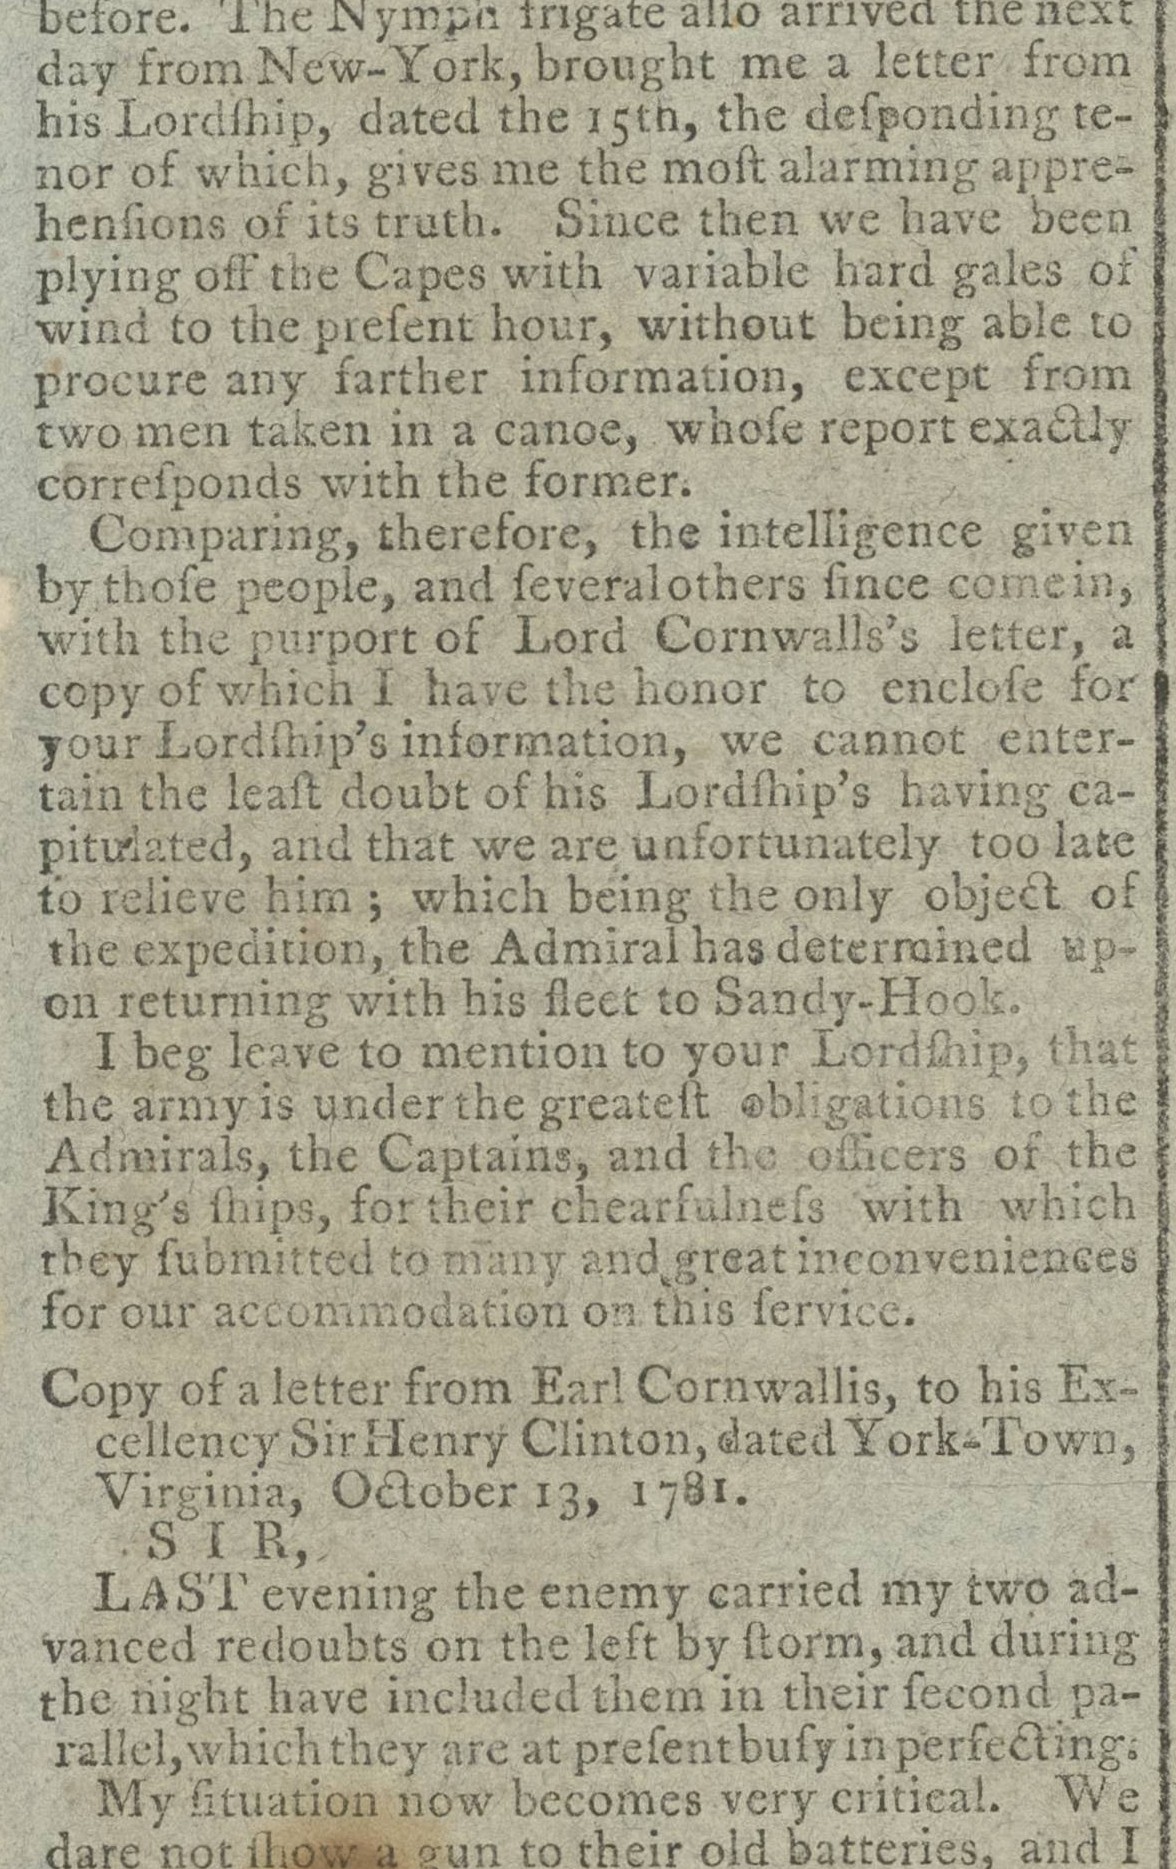 before. The Nymph frigate alſo arrived the next
day from New-York, brought me a letter from
his Lordſhip, dated the 15th, the deſponding te-
nor of which, gives me the moſt alarming appre-
henſions of its truth. Since then we have been
plying off the Capes with variable hard gales of
wind to the preſent hour, without being able to
procure any farther information, except from
two men taken in a canoe, whoſe report exactly
correſponds with the former.
Comparing, therefore, the intelligence given
by thoſe people, and ſeveral others ſince come in,
with the purport of Lord Cornwalls's letter, a
copy of which I have the honor to encloſe for
your Lordſhip's information, we cannot enter-
tain the leaſt doubt of his Lordſhip's having ca-
pitulated, and that we are unfortunately too late
to relieve him; which being the only object of
the expedition, the Admiral has determined up-
on returning with his fleet to Sandy-Hook.
I beg leave to mention to your Lordſhip, that
the army is under the greateſt obligations to the
Admirals, the Captains, and the officers of the
King's ſhips, for their chearfulneſs with which
they ſubmitted to many and great inconveniences
for our accommodation on this ſervice.
Copy of a letter from Earl Cornwallis, to his Ex-
cellency Sir Henry Clinton, dated York-Town,
Virginia, October 13, 1781.
S I R,
LAST evening the enemy carried my two ad-
vanced redoubts on the left by ſtorm, and during
the night have included them in their ſecond pa-
rallel, which they are at preſent buſy in perfecting.
My ſituation now becomes very critical. We
dare not ſhow a gun to their old batteries, and I